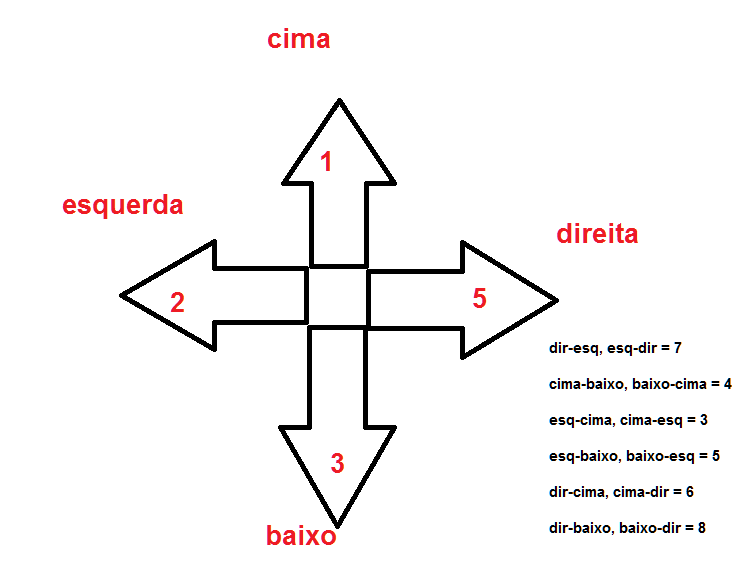 cima
1
esquerda
direita
2
5
3
baixo
dir-esq, esq-dir = 7
cima-baixo, baixo-cima = 4
esq-cima, cima-esq = 3
esq-baixo, baixo-esq = 5
dir-cima, cima-dir = 6
dir-baixo, baixo-dir = 8